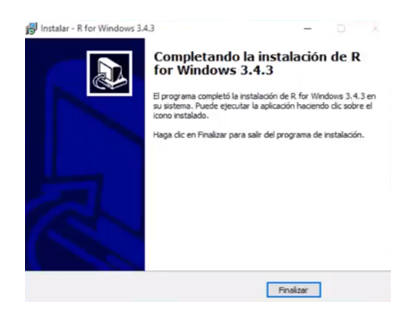 Instalar - R for Windows 3.4.3
Completando la instalación de R
for Windows 3.4.3
El programa completó la instalación de R for Windows 3.4.3 en
su sistema. Puede ejecutar la aplicación haciendo clic sobre el
icono instalado.
Haga clic en Finalizar para salir del programa de instalación.
Finalizar